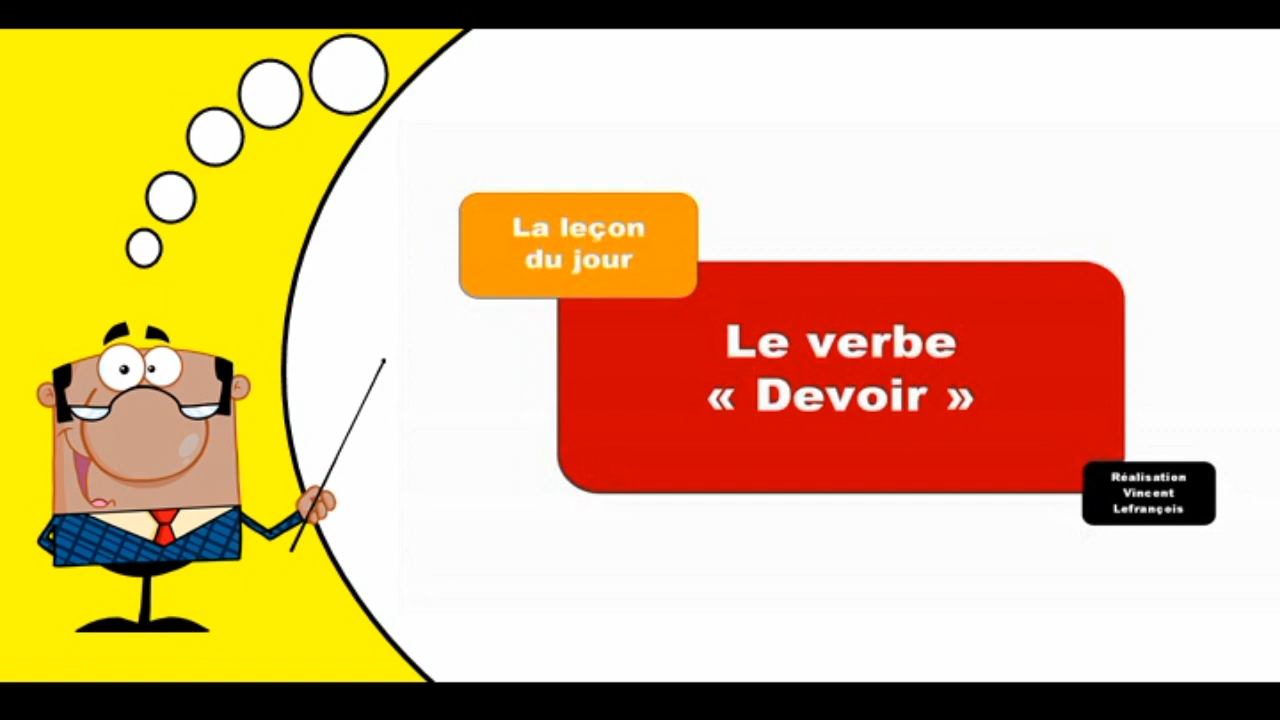 La leçon
du jour
Le verbe
« Devoir »
Réalisation
Vincent
Lefrançois